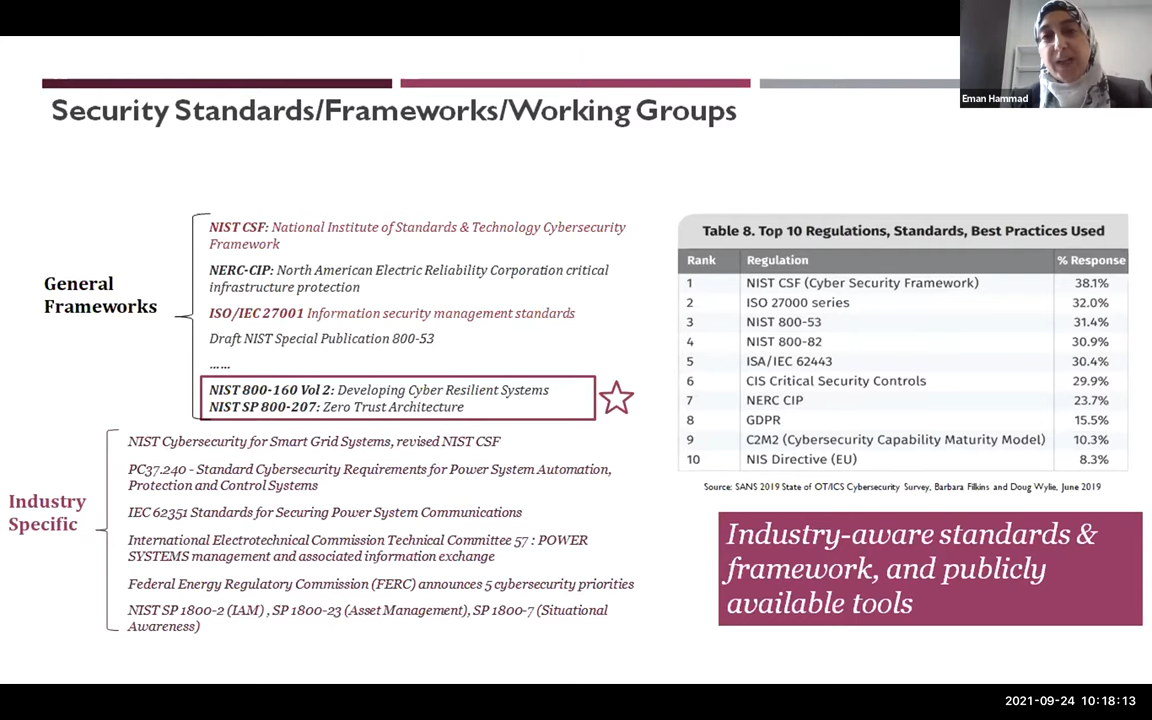 Eman Hammad
Security Standards/Frameworks/Working Groups
General
Frameworks
NIST CSF: National Institute of Standards & Technology Cybersecurity
Framework
NERC-CIP: North American Electric Reliability Corporation critical
infrastructure protection
ISO/IEC 27001 Information security management standards
Draft NIST Special Publication 800-53
......
NIST 800-160 Vol 2: Developing Cyber Resilient Systems
NIST SP 800-207: Zero Trust Architecture
Industry
Specific
NIST Cybersecurity for Smart Grid Systems, revised NIST CSF
PC37.240 - Standard Cybersecurity Requirements for Power System Automation,
Protection and Control Systems
IEC 62351 Standards for Securing Power System Communications
International Electrotechnical Commission Technical Committee 57 : POWER
SYSTEMS management and associated information exchange
Federal Energy Regulatory Commission (FERC) announces 5 cybersecurity priorities
NIST SP 1800-2 (IAM) , SP 1800-23 (Asset Management), SP 1800-7 (Situational
Awareness)
Table 8. Top 10 Regulations, Standards, Best Practices Used
Rank Regulation % Response
1 NIST CSF (Cyber Security Framework) 38.1%
2 ISO 27000 series 32.0%
3 NIST 800-53 31.4%
4 NIST 800-82 30.9%
5 ISA/IEC 62443 30.4%
6 CIS Critical Security Controls 29.9%
7 NERC CIP 23.7%
8 GDPR 15.5%
9 C2M2 (Cybersecurity Capability Maturity Model) 10.3%
10 NIS Directive (EU) 8.3%
Source: SANS 2019 State of OT/ICS Cybersecurity Survey, Barbara Filkins and Doug Wylie, June 2019
Industry-aware standards &
framework, and publicly
available tools
2021-09-24 10:18:13